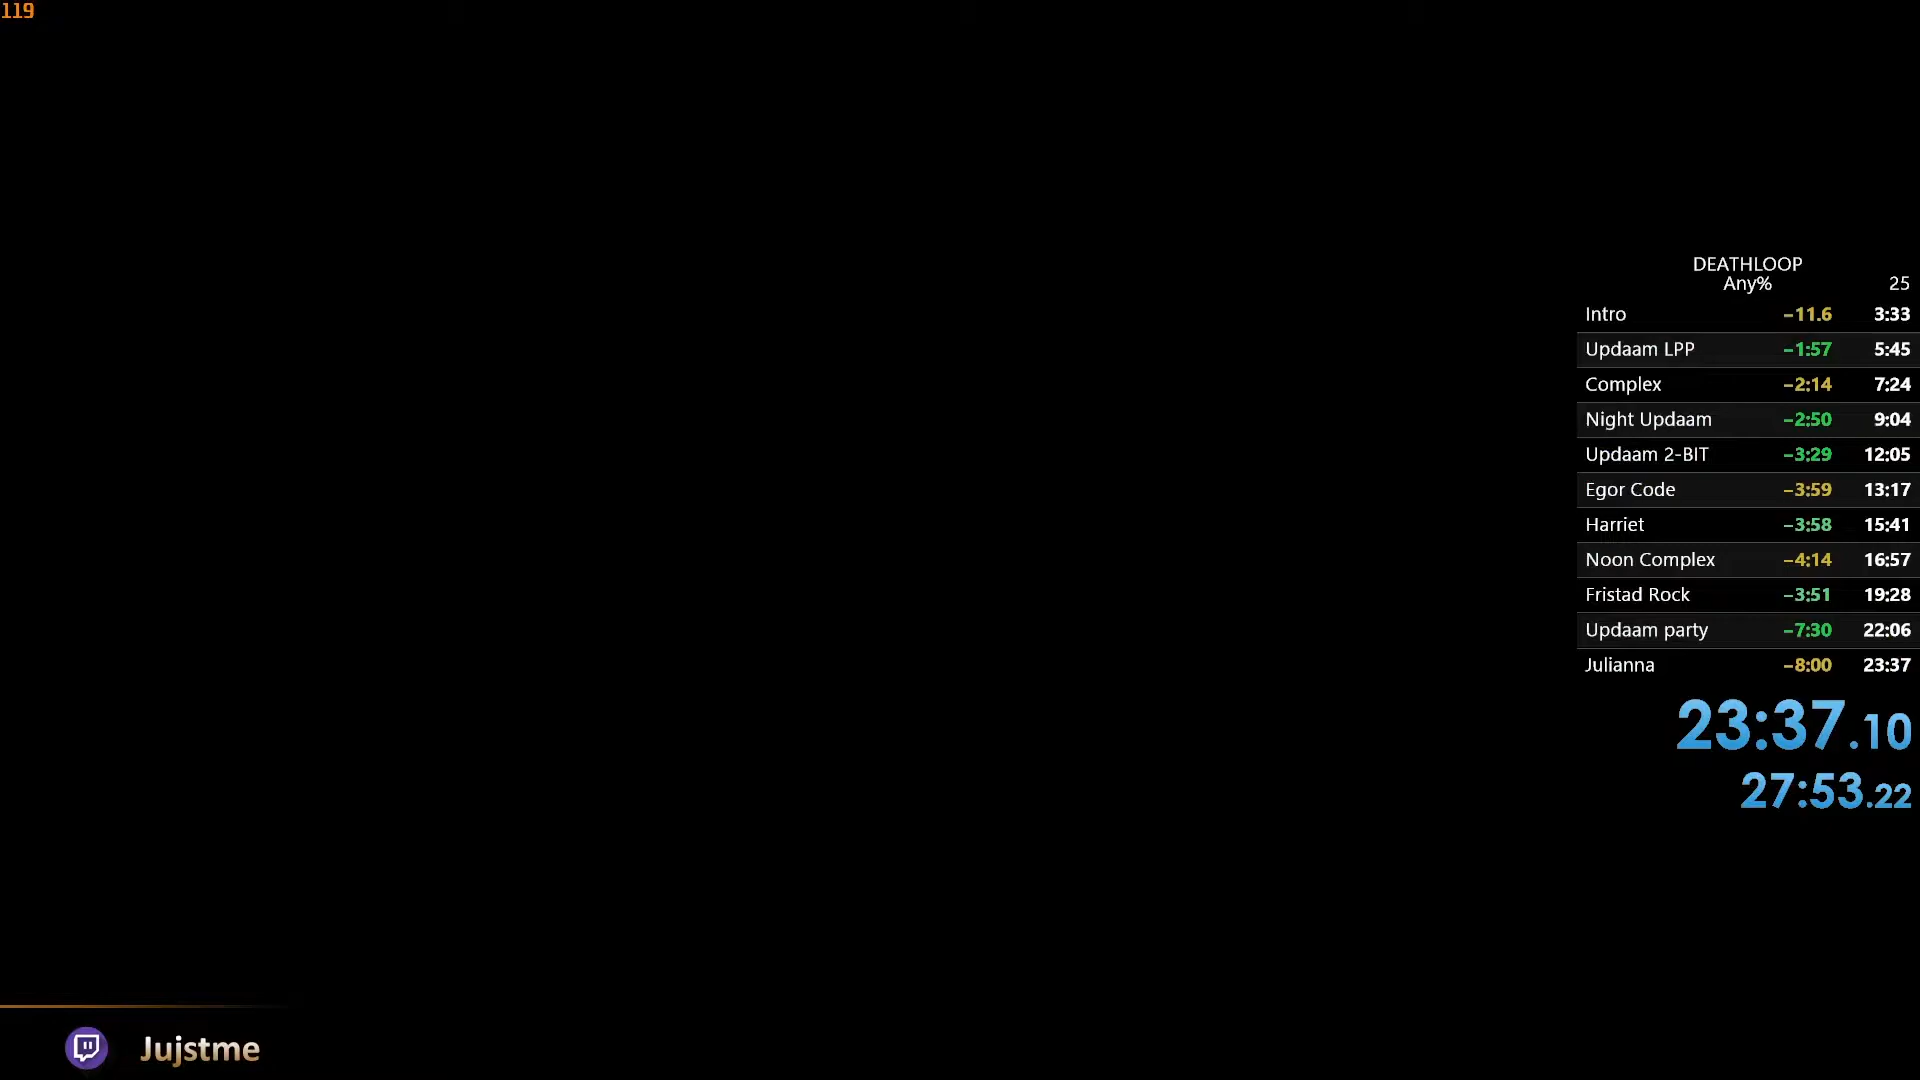 119
DEATHLOOP
Any% 25
Intro -11.6 3:33
Updaam LPP -1:57 5:45
Complex -2:14 7:24
Night Updaam -2:50 9:04
Updaam 2-BIT -3:29 12:05
Egor Code -3:59 13:17
Harriet -3:58 15:41
Noon Complex -4:14 16:57
Fristad Rock -3:51 19:28
Updaam party -7:30 22:06
Julianna -8:00 23:37
23:37.10
27:53.22
Jujstme